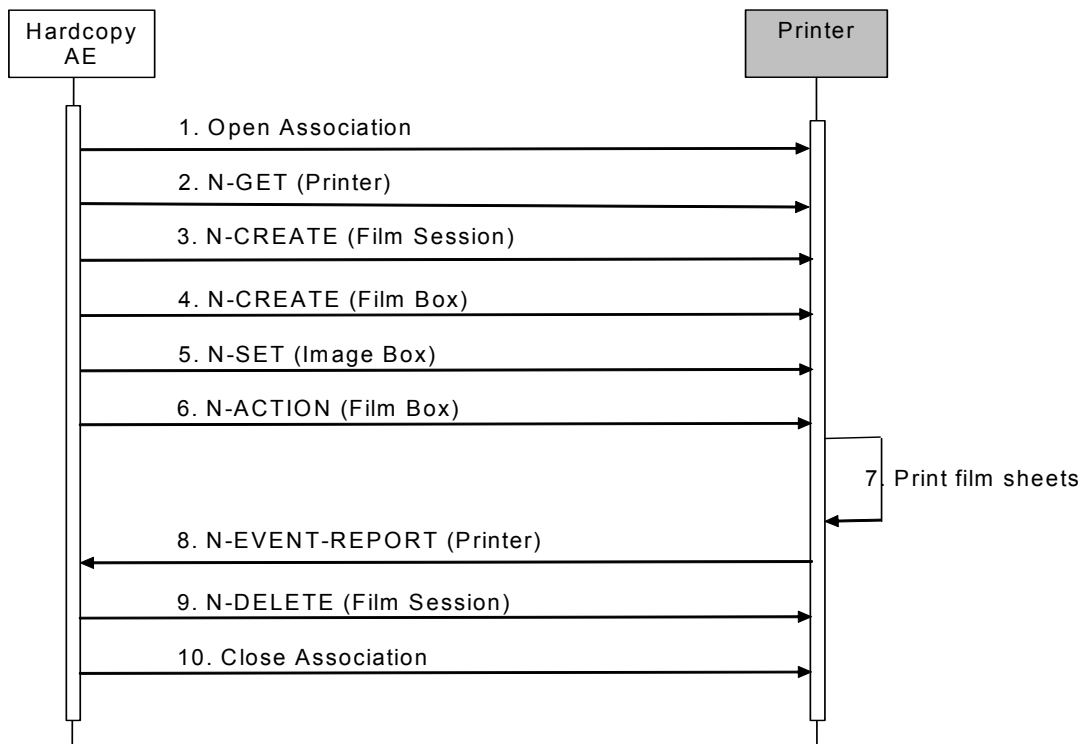 Hardcopy
AE
Printer
1. Open Association
2. N-GET (Printer)
3. N-CREATE (Film Session)
4. N-CREATE (Film Box)
5. N-SET (Image Box)
6. N-ACTION (Film Box)
7. Print film sheets
8. N-EVENT-REPORT (Printer)
9. N-DELETE (Film Session)
10. Close Association